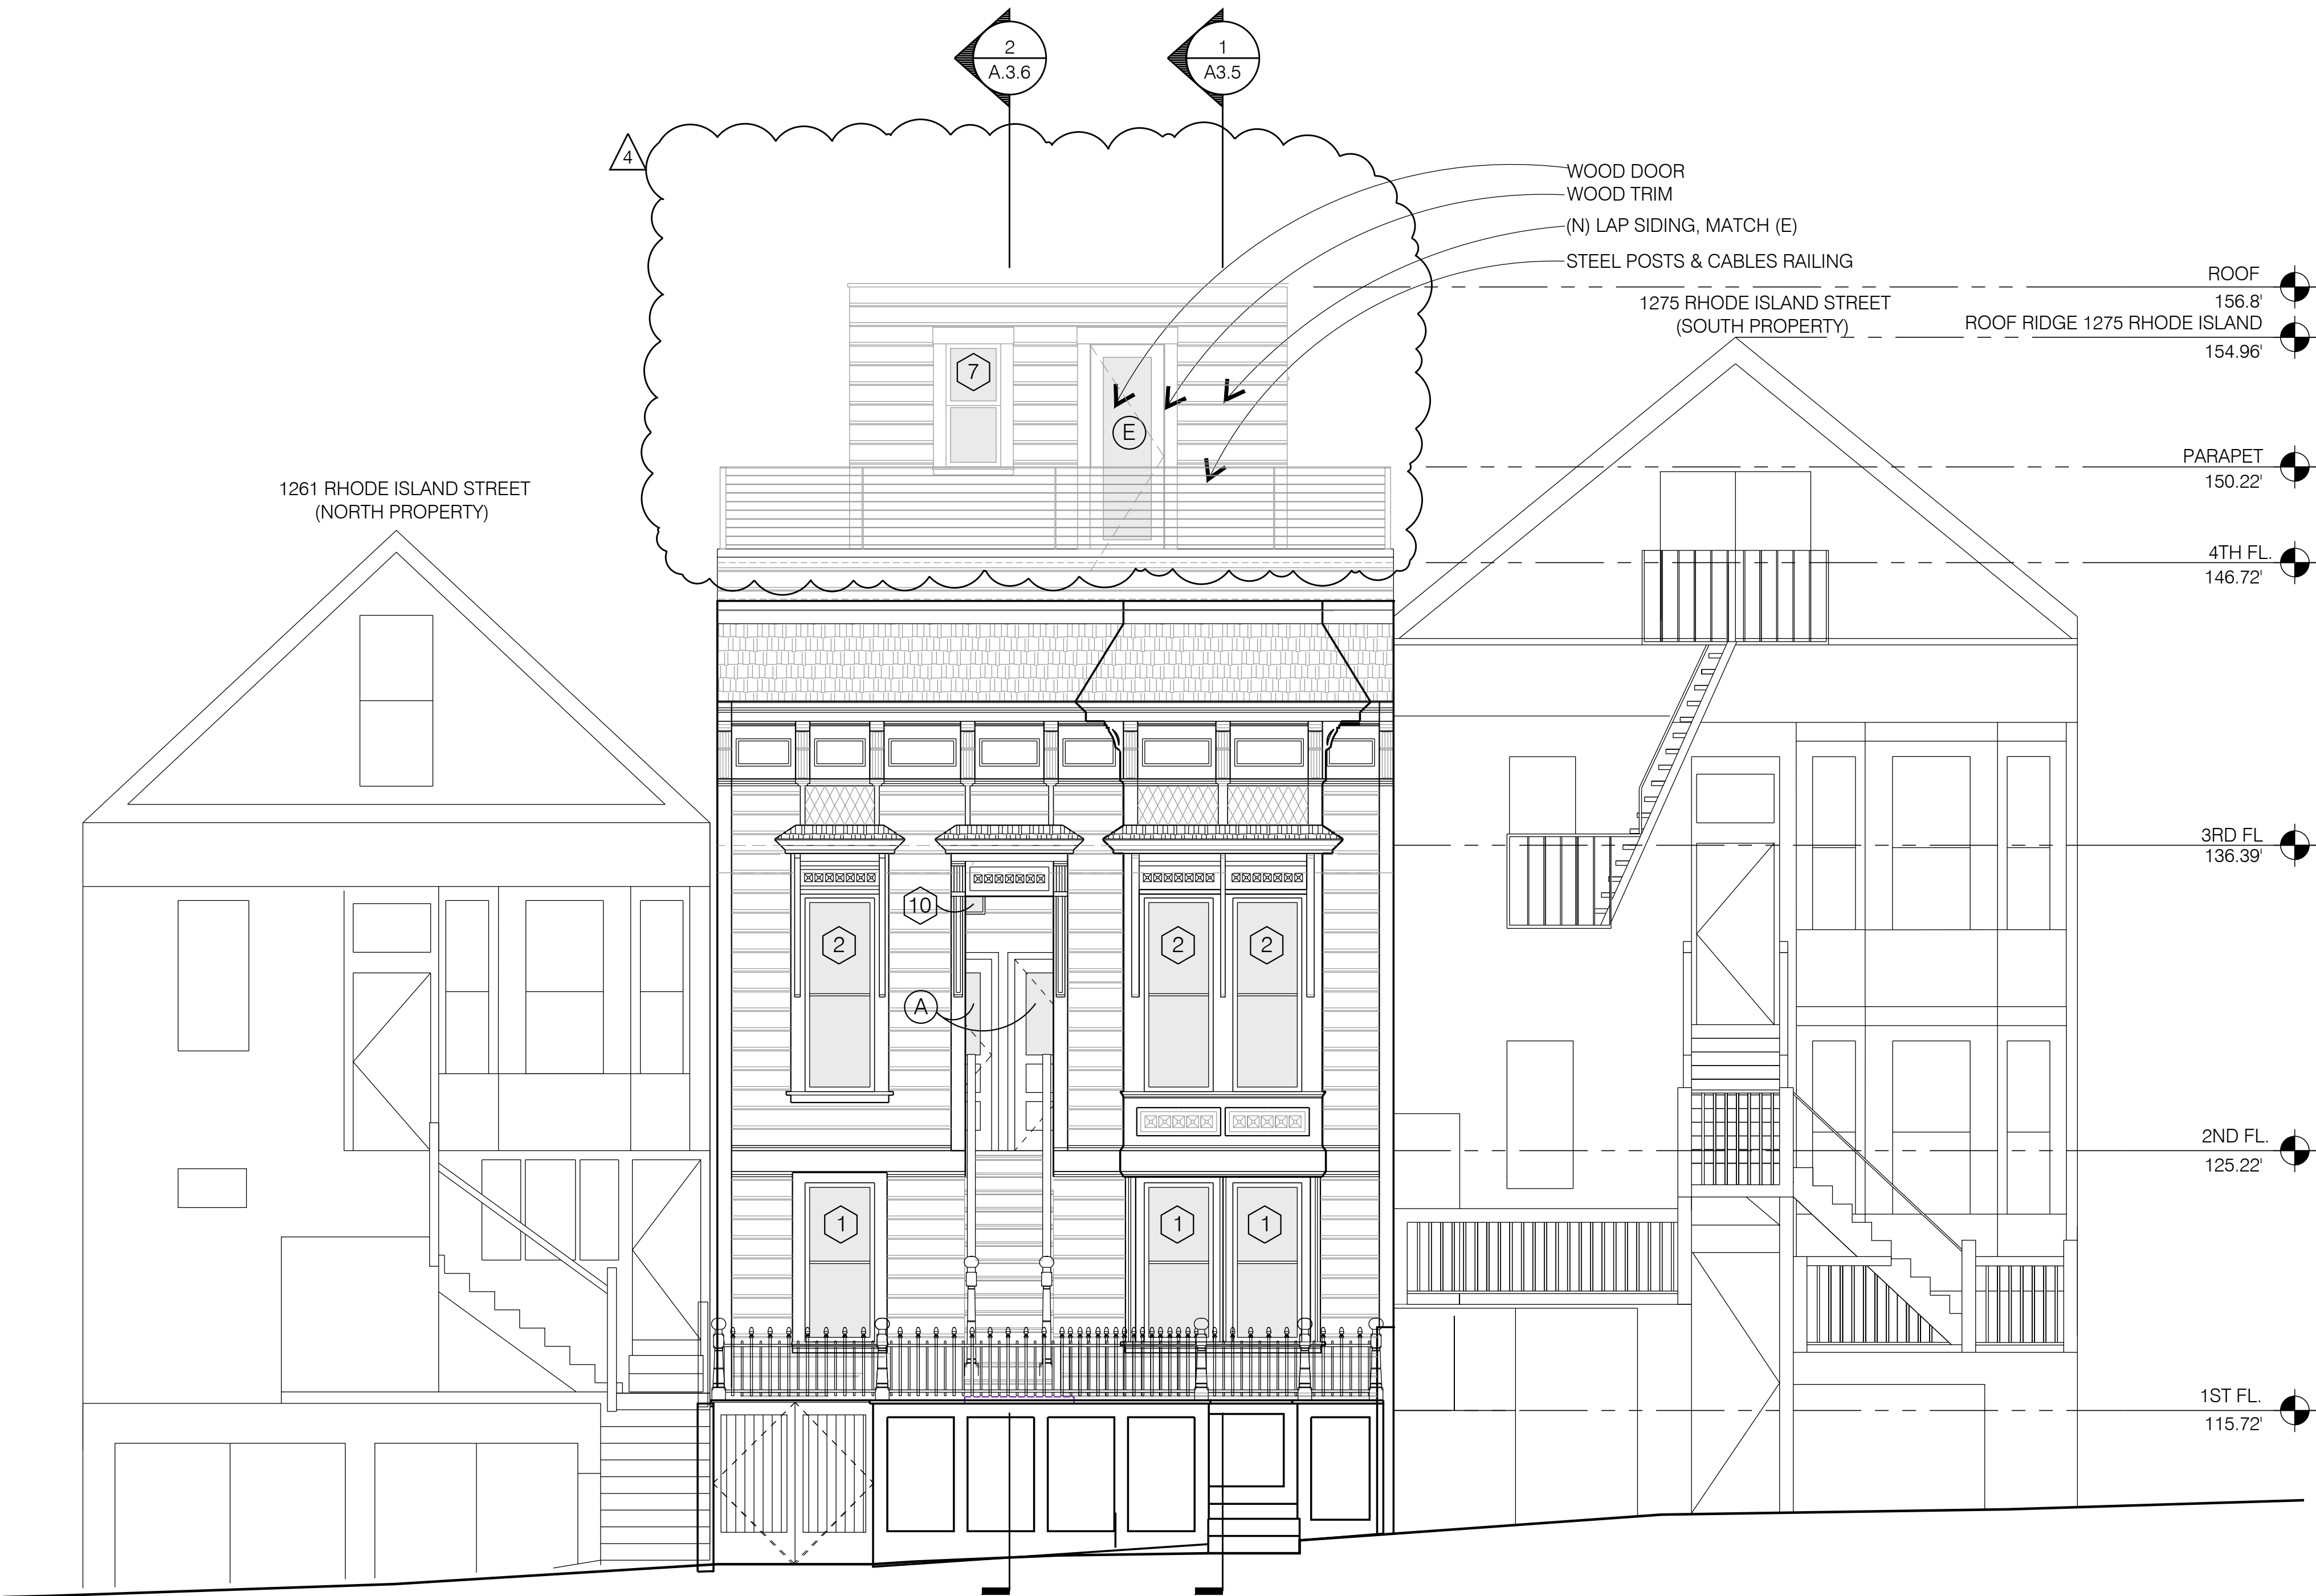 2
A.3.6
1
A3.5
4
WOOD DOOR
WOOD TRIM
(N) LAP SIDING, MATCH (E)
STEEL POSTS & CABLES RAILING
ROOF
156.8'
1275 RHODE ISLAND STREET
(SOUTH PROPERTY)
ROOF RIDGE 1275 RHODE ISLAND
154.96'
7
E
PARAPET
150.22'
1261 RHODE ISLAND STREET
(NORTH PROPERTY)
4TH FL.
146.72'
3RD FL
136.39'
10
2
2
2
A
2ND FL.
125.22'
1
1
1
1ST FL.
115.72'